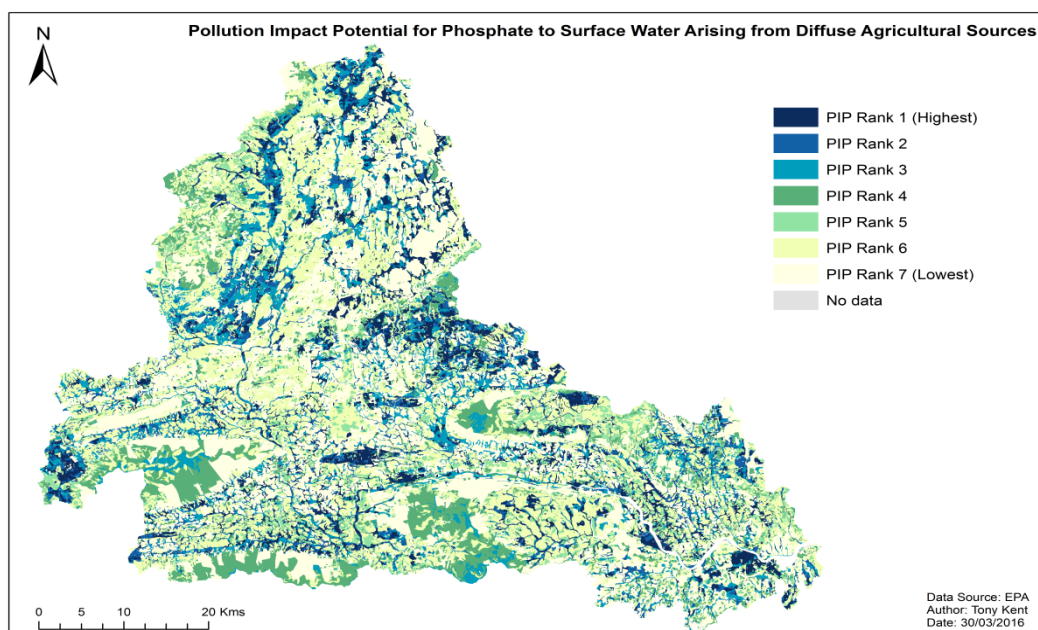 Pollution Impact Potential for Phosphate to Surface Water Arising from Diffuse Agricultural Sources
N
PIP Rank 1 (Highest)
PIP Rank 2
PIP Rank 3
PIP Rank 4
PIP Rank 5
PIP Rank 6
PIP Rank 7 (Lowest)
No data
0 5 10 20 Kms
Data Source: EPA
Author: Tony Kent
Date: 30/03/2016